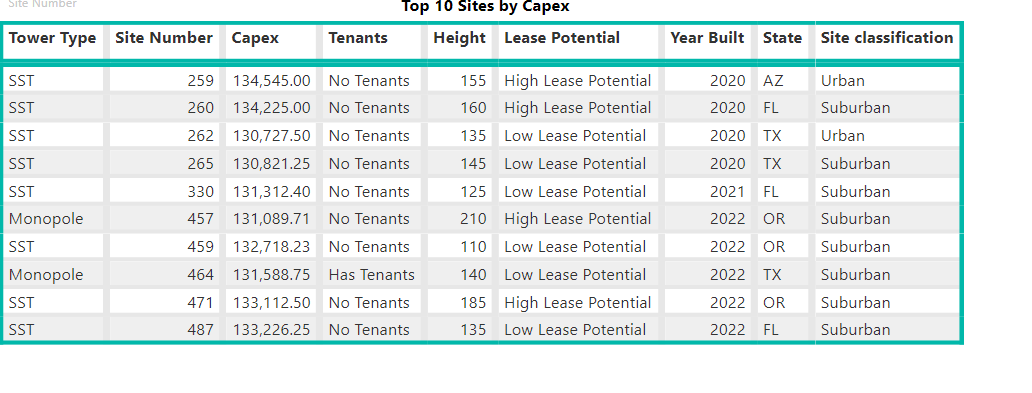 Site Number
Top 10 Sites by Capex
Tower Type Site Number Capex Tenants Height Lease Potential Year Built State Site classification
SST 259 134,545.00 No Tenants 155 High Lease Potential 2020 AZ Urban
SST 260 134,225.00 No Tenants 160 High Lease Potential 2020 FL Suburban
SST 262 130,727.50 No Tenants 135 Low Lease Potential 2020 TX Urban
SST 265 130,821.25 No Tenants 145 Low Lease Potential 2020 TX Suburban
SST 330 131,312.40 No Tenants 125 Low Lease Potential 2021 FL Suburban
Monopole 457 131,089.71 No Tenants 210 High Lease Potential 2022 OR Suburban
SST 459 132,718.23 No Tenants 110 Low Lease Potential 2022 OR Suburban
Monopole 464 131,588.75 Has Tenants 140 Low Lease Potential 2022 TX Suburban
SST 471 133,112.50 No Tenants 185 High Lease Potential 2022 OR Suburban
SST 487 133,226.25 No Tenants 135 Low Lease Potential 2022 FL Suburban